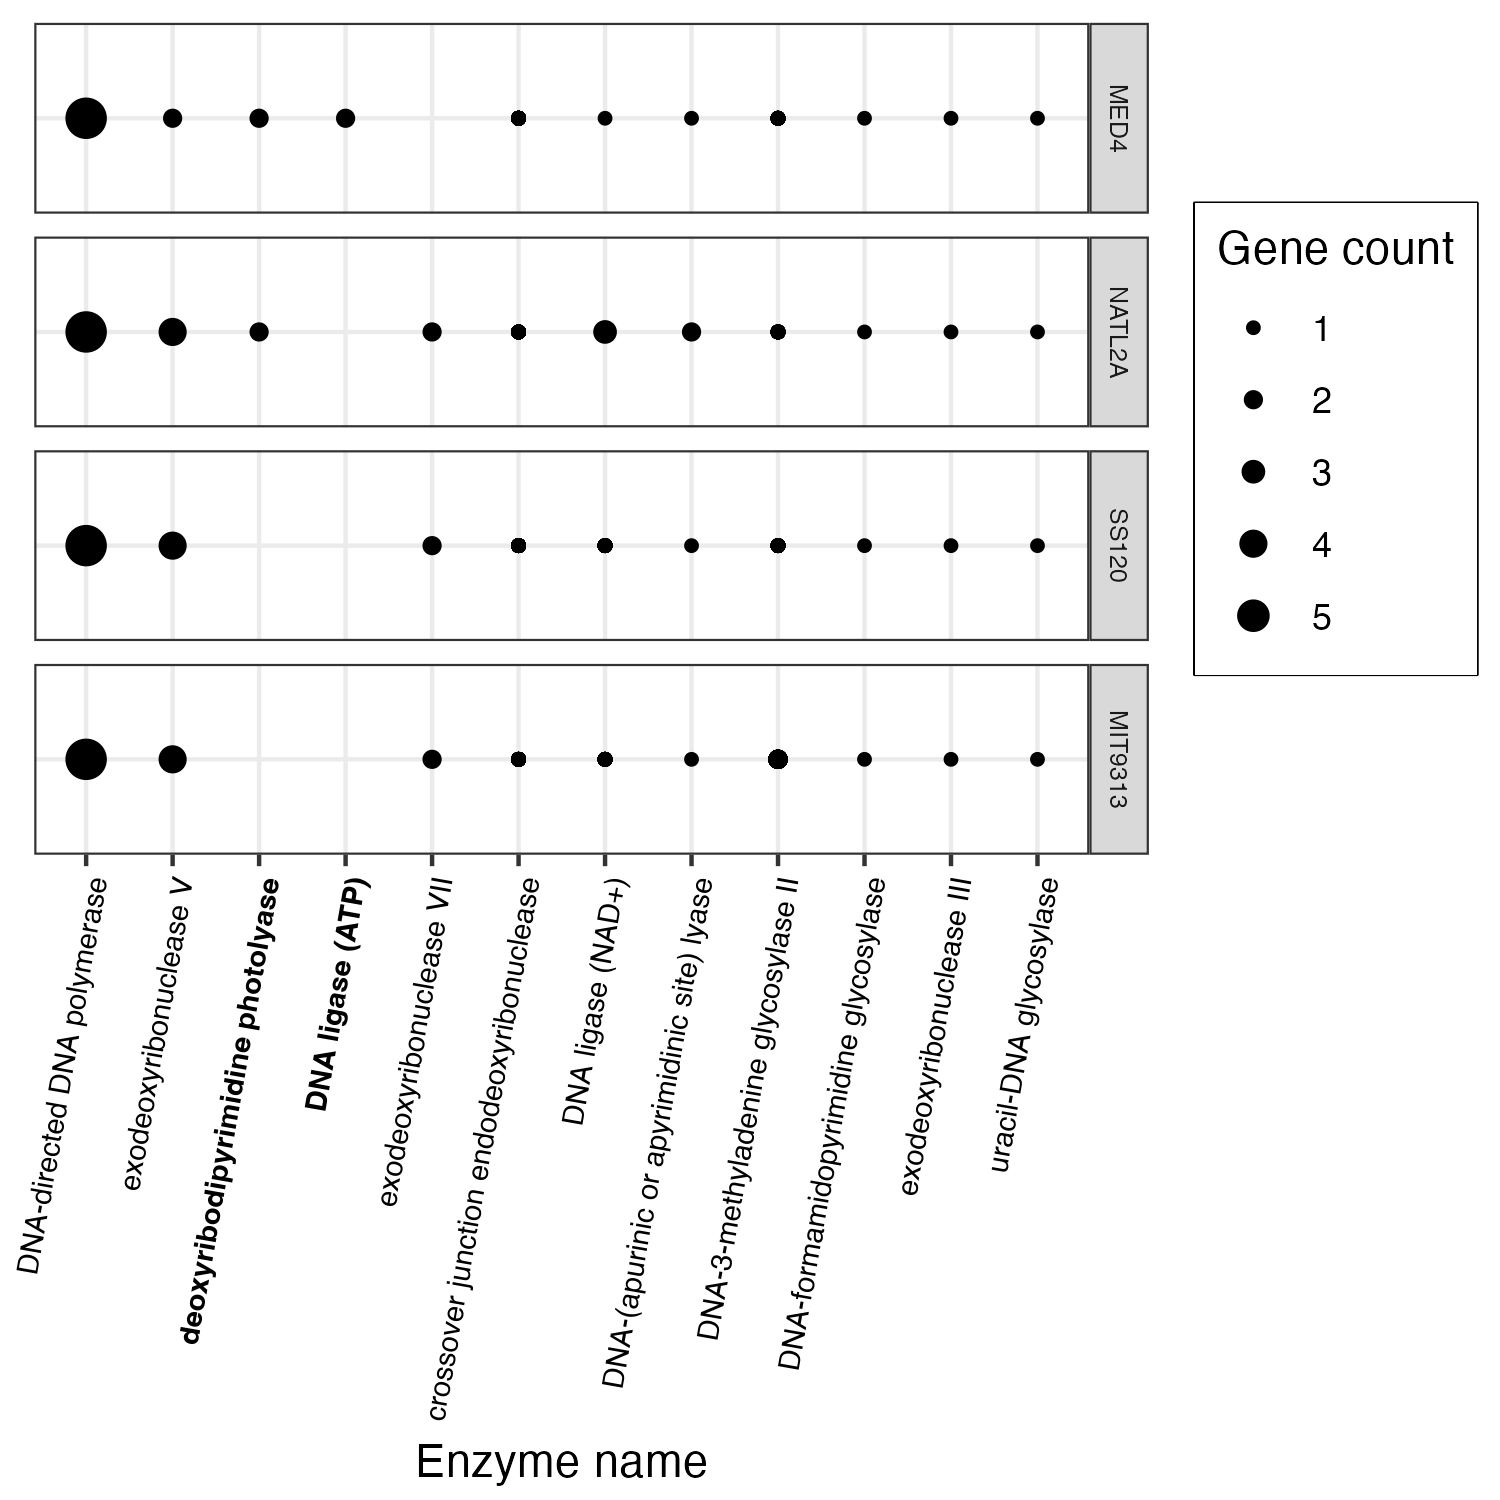 MED4
NATL2A
SS120
MIT9313
Gene count
1
2
3
4
5
DNA-directed DNA polymerase
exodeoxyribonuclease V
deoxyribodipyrimidine photolyase
DNA ligase (ATP)
exodeoxyribonuclease VII
crossover junction endodeoxyribonuclease
DNA ligase (NAD+)
DNA-(apurinic or apyrimidinic site) lyase
DNA-3-methyladenine glycosylase II
DNA-formamidopyrimidine glycosylase
exodeoxyribonuclease III
uracil-DNA glycosylase
Enzyme name